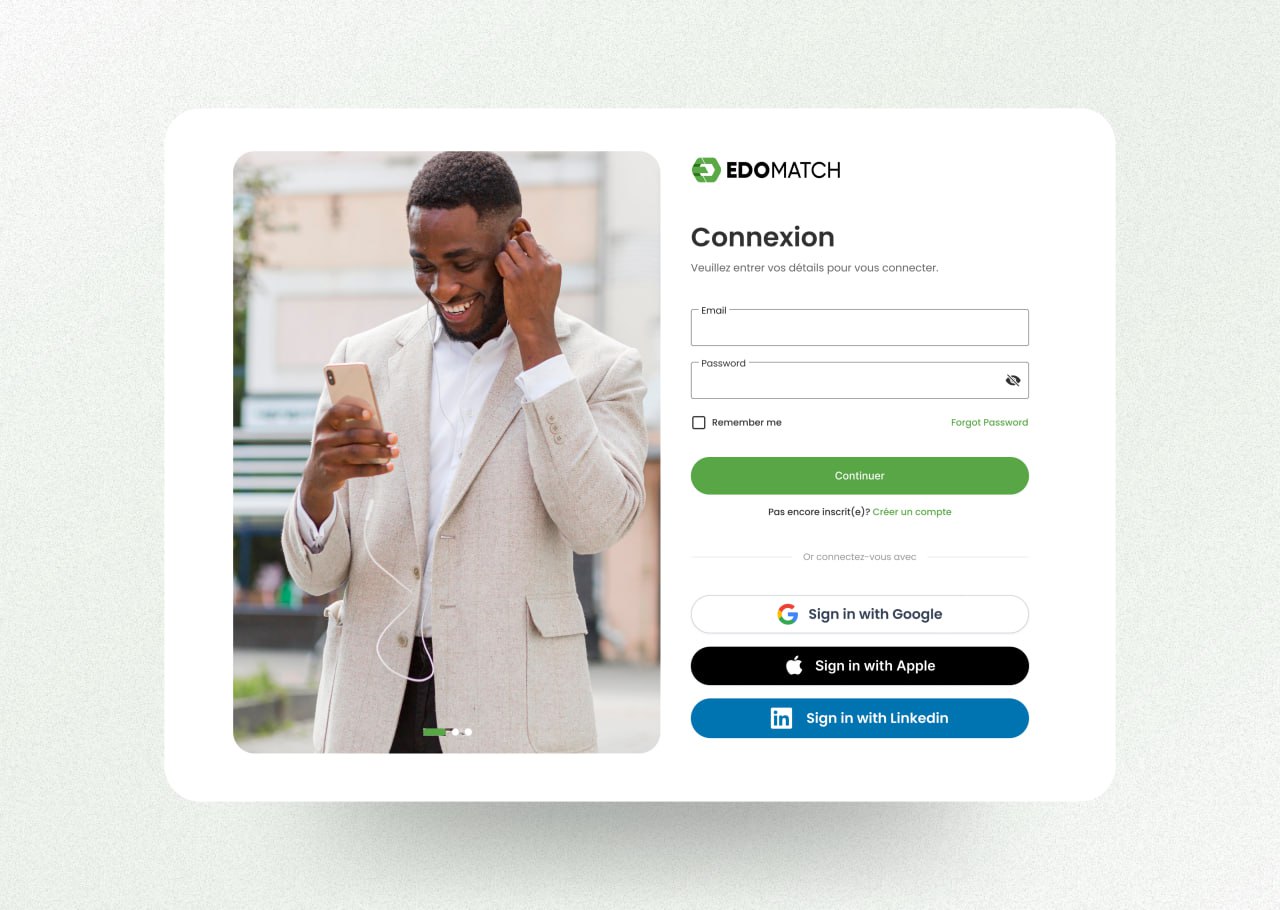 EDOMATCH
Connexion
Veuillez entrer vos détails pour vous connecter.
Email
Password
Remember me
Forgot Password
Continuer
Pas encore inscrit(e)? Créer un compte
Or connectez-vous avec
Sign in with Google
Sign in with Apple
in Sign in with Linkedin